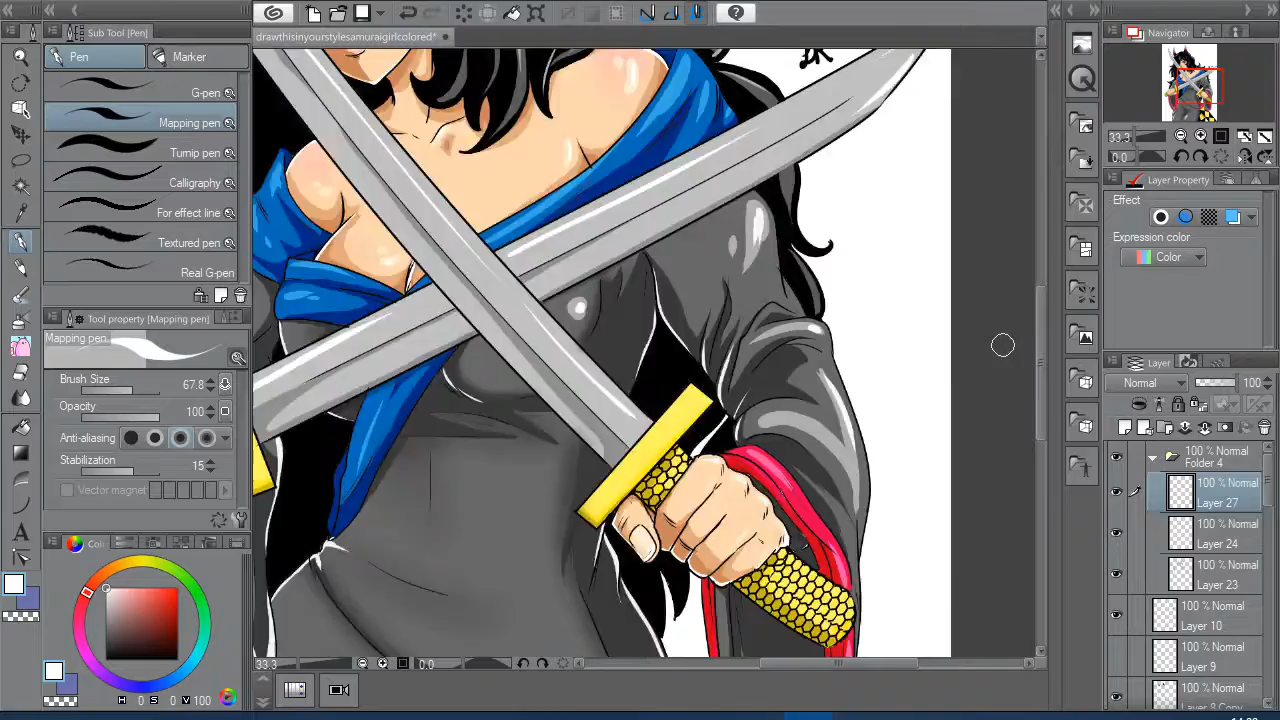 Sub Tool [Pen]
Pen
Marker
G-pen
Mapping pen
Turnip pen
Calligraphy
For effect line
Textured pen
Real G-pen
Tool property [Mapping pen]
Mapping pen
Brush Size
67.8
Opacity
100
Anti-aliasing
Stabilization
15
Vector magnet
H 0 S 0 V 100
drawthisinyourstylesamuraigirlcolored*
33.3
0.0
Navigator
33.3
0.0
Layer Property
Effect
Expression color
Color
Layer
Normal
100
100 % Normal
Folder 4
100 % Normal
Layer 27
100 % Normal
Layer 24
100 % Normal
Layer 23
100 % Normal
Layer 10
100 % Normal
Layer 9
100 % Normal
Layer 8 Copy